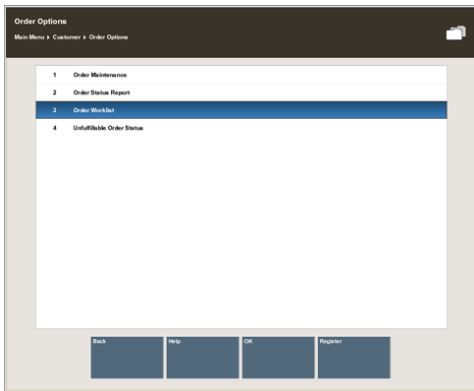 Order Options
Main Menu ▸ Customer ▸ Order Options
1 Order Maintenance
2 Order Status Report
3 Order Worklist
4 Unfulfillable Order Status
Back Help OK Register